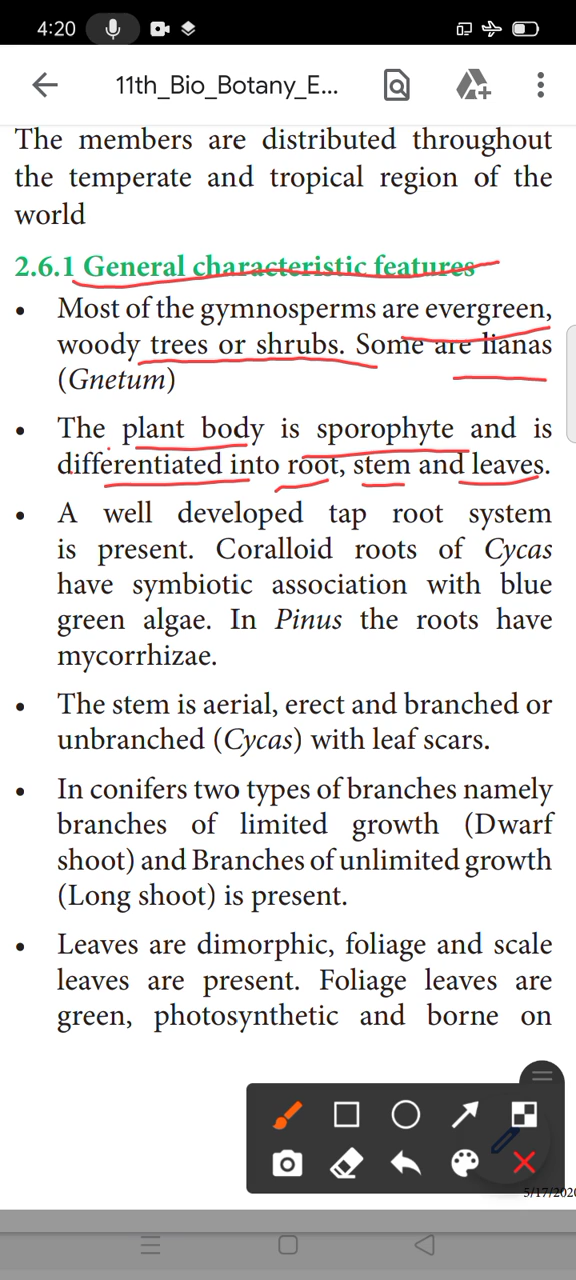 4:20
11th_Bio_Botany_E...
The members are distributed throughout
the temperate and tropical region of the
world
2.6.1 General characteristic features
• Most of the gymnosperms are evergreen,
woody trees or shrubs. Some are lianas
(Gnetum)
• The plant body is sporophyte and is
differentiated into root, stem and leaves.
• A well developed tap root system
is present. Coralloid roots of Cycas
have symbiotic association with blue
green algae. In Pinus the roots have
mycorrhizae.
• The stem is aerial, erect and branched or
unbranched (Cycas) with leaf scars.
• In conifers two types of branches namely
branches of limited growth (Dwarf
shoot) and Branches of unlimited growth
(Long shoot) is present.
• Leaves are dimorphic, foliage and scale
leaves are present. Foliage leaves are
green, photosynthetic and borne on
5/17/2020